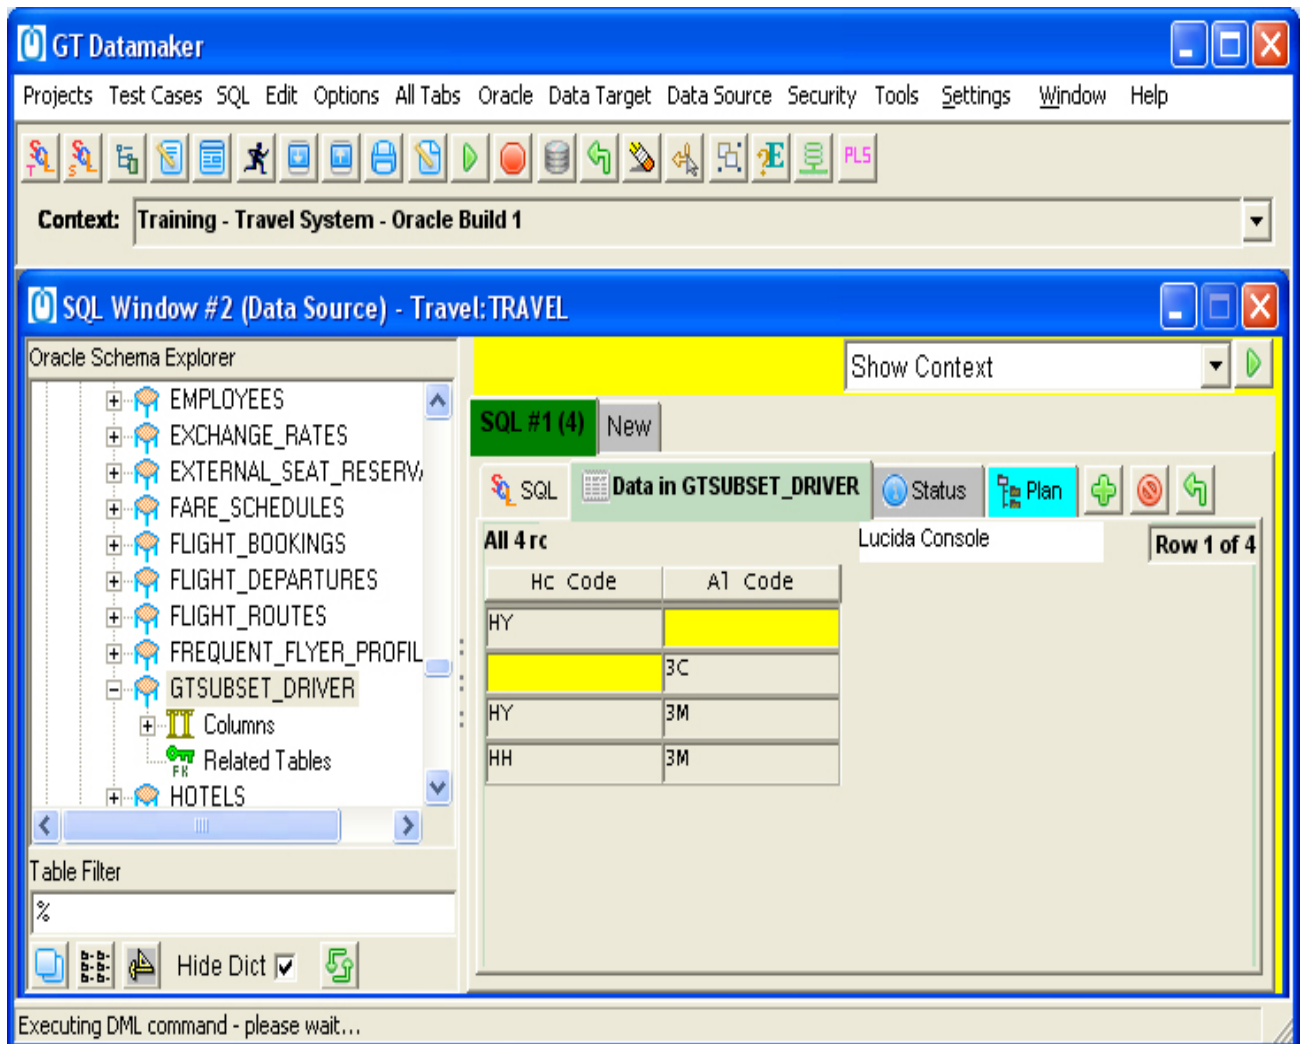 GT Datamaker
Projects Test Cases SQL Edit Options All Tabs Oracle Data Target Data Source Security Tools Settings Window Help
PLS
Context: Training - Travel System - Oracle Build 1
SQL Window #2 (Data Source) - Travel:TRAVEL
Oracle Schema Explorer
Show Context
EMPLOYEES
EXCHANGE_RATES
EXTERNAL_SEAT_RESERV
FARE_SCHEDULES
FLIGHT_BOOKINGS
FLIGHT_DEPARTURES
FLIGHT_ROUTES
FREQUENT_FLYER_PROFIL
GTSUBSET_DRIVER
Columns
FK Related Tables
HOTELS
Table Filter
%
Hide Dict
SQL #1 (4) New
SQL Data in GTSUBSET_DRIVER Status Plan
All 4 rc Lucida Console Row 1 of 4
Hc Code Al Code
HY
3C
HY 3M
HH 3M
Executing DML command - please wait...